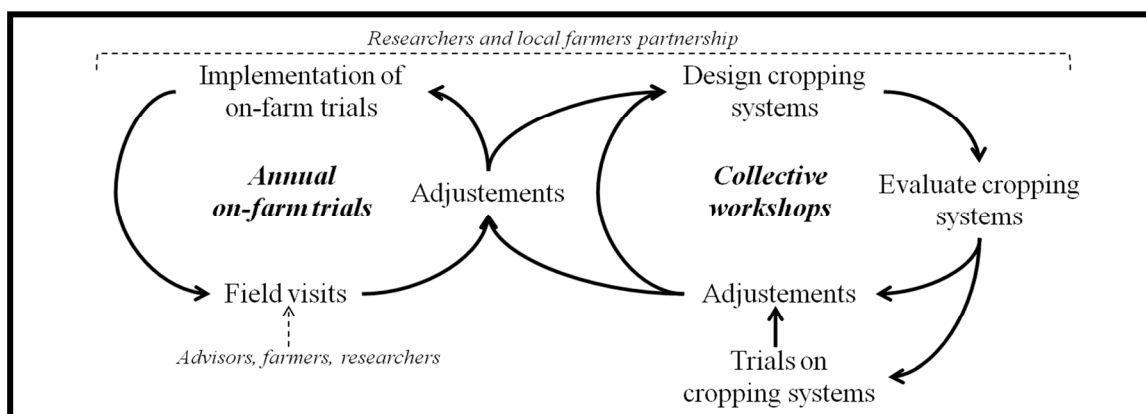 Researchers and local farmers partnership
Implementation of
on-farm trials
Design cropping
systems
Annual
on-farm trials
Adjustements
Collective
workshops
Evaluate cropping
systems
Field visits
Adjustements
Advisors, farmers, researchers
Trials on
cropping systems